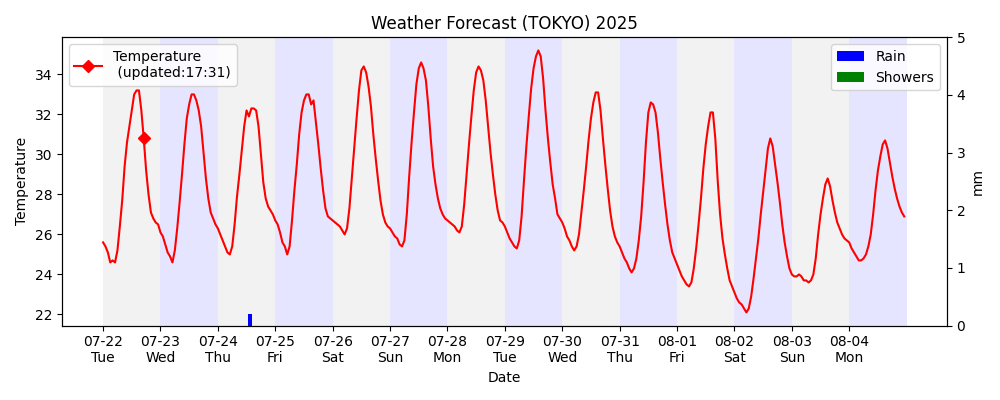 Weather Forecast (TOKYO) 2025
Temperature
(updated:17:31)
Rain
Showers
Temperature
34
32
30
28
26
24
22
5
4
3
2
1
0
mm
07-22 07-23 07-24 07-25 07-26 07-27 07-28 07-29 07-30 07-31 08-01 08-02 08-03 08-04
Tue Wed Thu Fri Sat Sun Mon Tue Wed Thu Fri Sat Sun Mon
Date